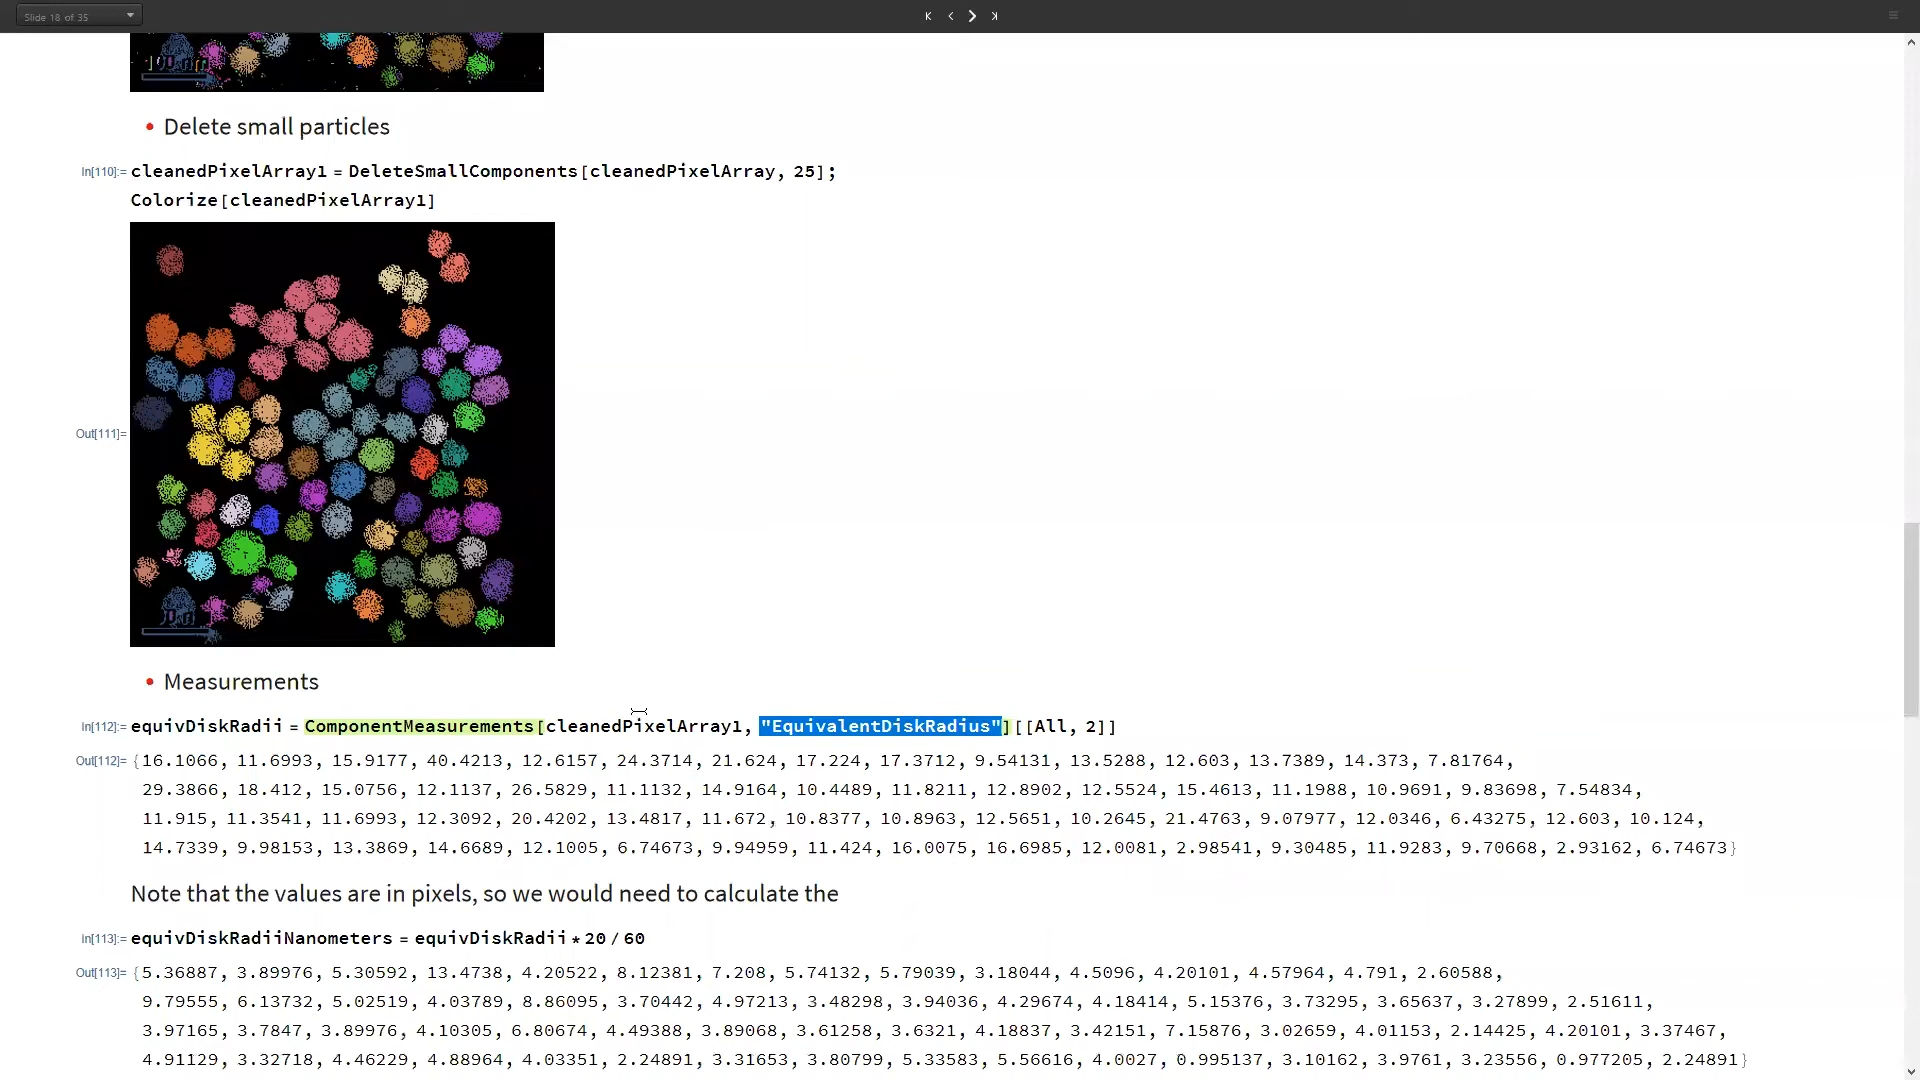 Slide 18 of 35
100 nm
• Delete small particles
In[110]:= cleanedPixelArray1 = DeleteSmallComponents[cleanedPixelArray, 25];
Colorize[cleanedPixelArray1]
Out[111]=
• Measurements
In[112]:= equivDiskRadii = ComponentMeasurements[cleanedPixelArray1, "EquivalentDiskRadius"][[All, 2]]
Out[112]= {16.1066, 11.6993, 15.9177, 40.4213, 12.6157, 24.3714, 21.624, 17.224, 17.3712, 9.54131, 13.5288, 12.603, 13.7389, 14.373, 7.81764,
29.3866, 18.412, 15.0756, 12.1137, 26.5829, 11.1132, 14.9164, 10.4489, 11.8211, 12.8902, 12.5524, 15.4613, 11.1988, 10.9691, 9.83698, 7.54834,
11.915, 11.3541, 11.6993, 12.3092, 20.4202, 13.4817, 11.672, 10.8377, 10.8963, 12.5651, 10.2645, 21.4763, 9.07977, 12.0346, 6.43275, 12.603, 10.124,
14.7339, 9.98153, 13.3869, 14.6689, 12.1005, 6.74673, 9.94959, 11.424, 16.0075, 16.6985, 12.0081, 2.98541, 9.30485, 11.9283, 9.70668, 2.93162, 6.74673}
Note that the values are in pixels, so we would need to calculate the
In[113]:= equivDiskRadiiNanometers = equivDiskRadii * 20 / 60
Out[113]= {5.36887, 3.89976, 5.30592, 13.4738, 4.20522, 8.12381, 7.208, 5.74132, 5.79039, 3.18044, 4.5096, 4.20101, 4.57964, 4.791, 2.60588,
9.79555, 6.13732, 5.02519, 4.03789, 8.86095, 3.70442, 4.97213, 3.48298, 3.94036, 4.29674, 4.18414, 5.15376, 3.73295, 3.65637, 3.27899, 2.51611,
3.97165, 3.7847, 3.89976, 4.10305, 6.80674, 4.49388, 3.89068, 3.61258, 3.6321, 4.18837, 3.42151, 7.15876, 3.02659, 4.01153, 2.14425, 4.20101, 3.37467,
4.91129, 3.32718, 4.46229, 4.88964, 4.03351, 2.24891, 3.31653, 3.80799, 5.33583, 5.56616, 4.0027, 0.995137, 3.10162, 3.9761, 3.23556, 0.977205, 2.24891}